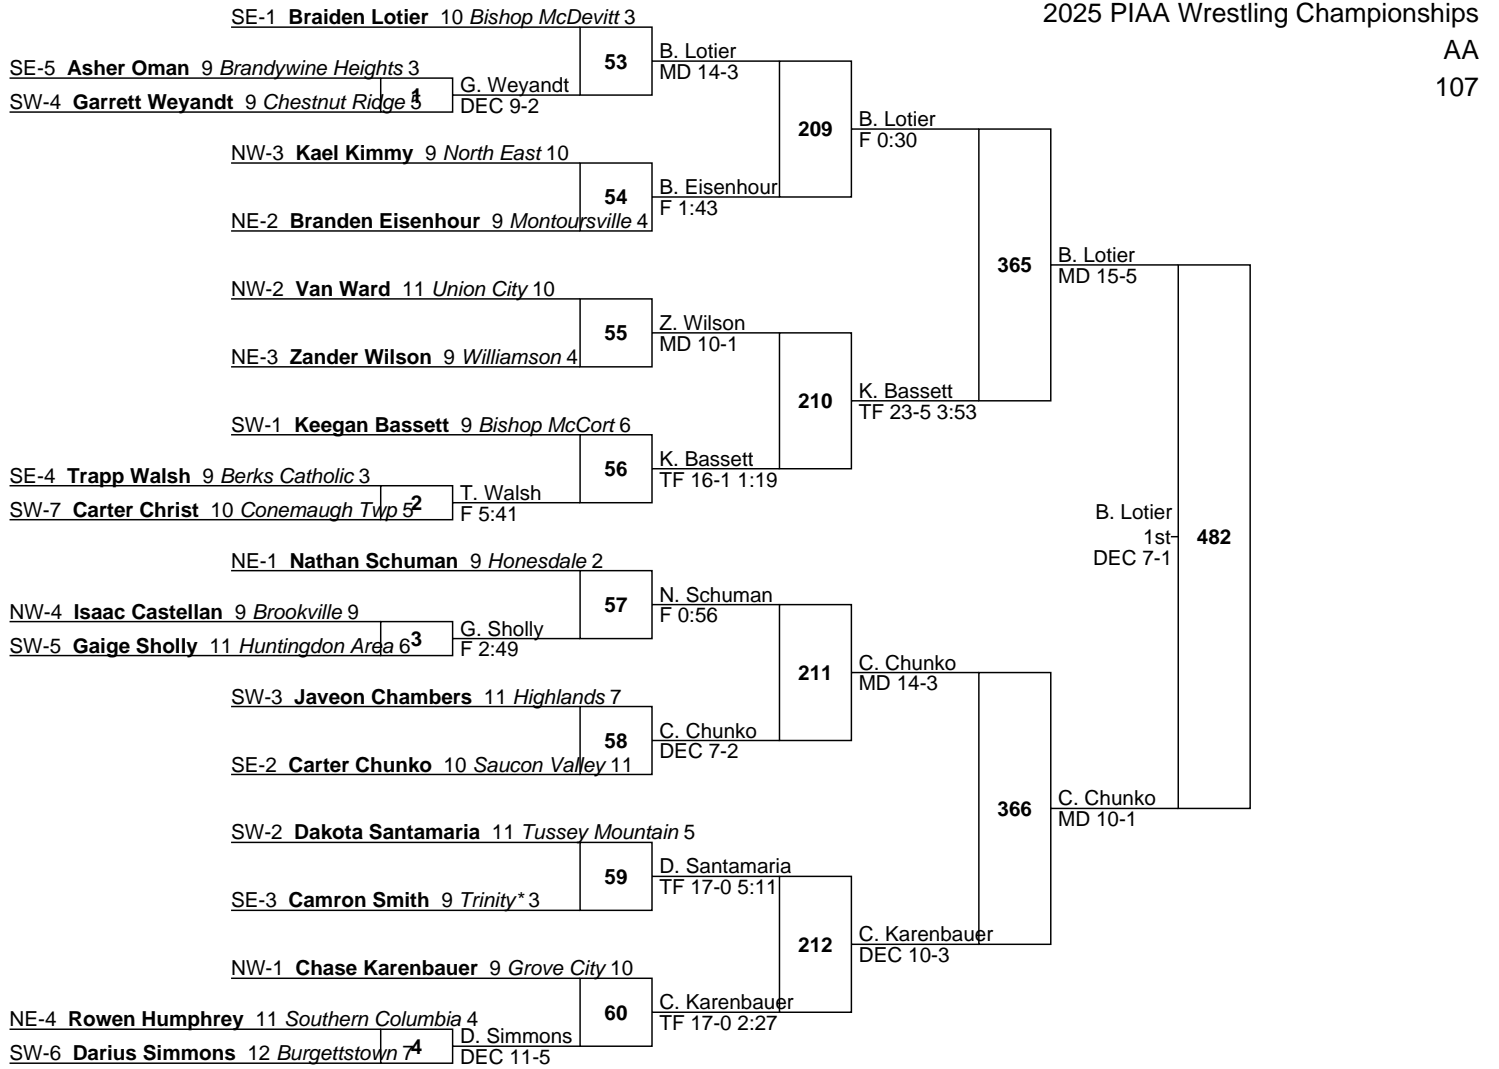 2025 PIAA Wrestling Championships
AA
107
SE-1 Braiden Lotier 10 Bishop McDevitt 3
SE-5 Asher Oman 9 Brandywine Heights 3
SW-4 Garrett Weyandt 9 Chestnut Ridge 5
1
G. Weyandt
DEC 9-2
53
B. Lotier
MD 14-3
NW-3 Kael Kimmy 9 North East 10
NE-2 Branden Eisenhour 9 Montoursville 4
54
B. Eisenhour
F 1:43
209
B. Lotier
F 0:30
NW-2 Van Ward 11 Union City 10
NE-3 Zander Wilson 9 Williamson 4
55
Z. Wilson
MD 10-1
SW-1 Keegan Bassett 9 Bishop McCort 6
SE-4 Trapp Walsh 9 Berks Catholic 3
SW-7 Carter Christ 10 Conemaugh Twp 5
2
T. Walsh
F 5:41
56
K. Bassett
TF 16-1 1:19
210
K. Bassett
TF 23-5 3:53
365
B. Lotier
MD 15-5
NE-1 Nathan Schuman 9 Honesdale 2
NW-4 Isaac Castellan 9 Brookville 9
SW-5 Gaige Sholly 11 Huntingdon Area 6
3
G. Sholly
F 2:49
57
N. Schuman
F 0:56
SW-3 Javeon Chambers 11 Highlands 7
SE-2 Carter Chunko 10 Saucon Valley 11
58
C. Chunko
DEC 7-2
211
C. Chunko
MD 14-3
SW-2 Dakota Santamaria 11 Tussey Mountain 5
SE-3 Camron Smith 9 Trinity* 3
59
D. Santamaria
TF 17-0 5:11
NW-1 Chase Karenbauer 9 Grove City 10
NE-4 Rowen Humphrey 11 Southern Columbia 4
SW-6 Darius Simmons 12 Burgettstown 7
4
D. Simmons
DEC 11-5
60
C. Karenbauer
TF 17-0 2:27
212
C. Karenbauer
DEC 10-3
366
C. Chunko
MD 10-1
B. Lotier
1st
DEC 7-1
482